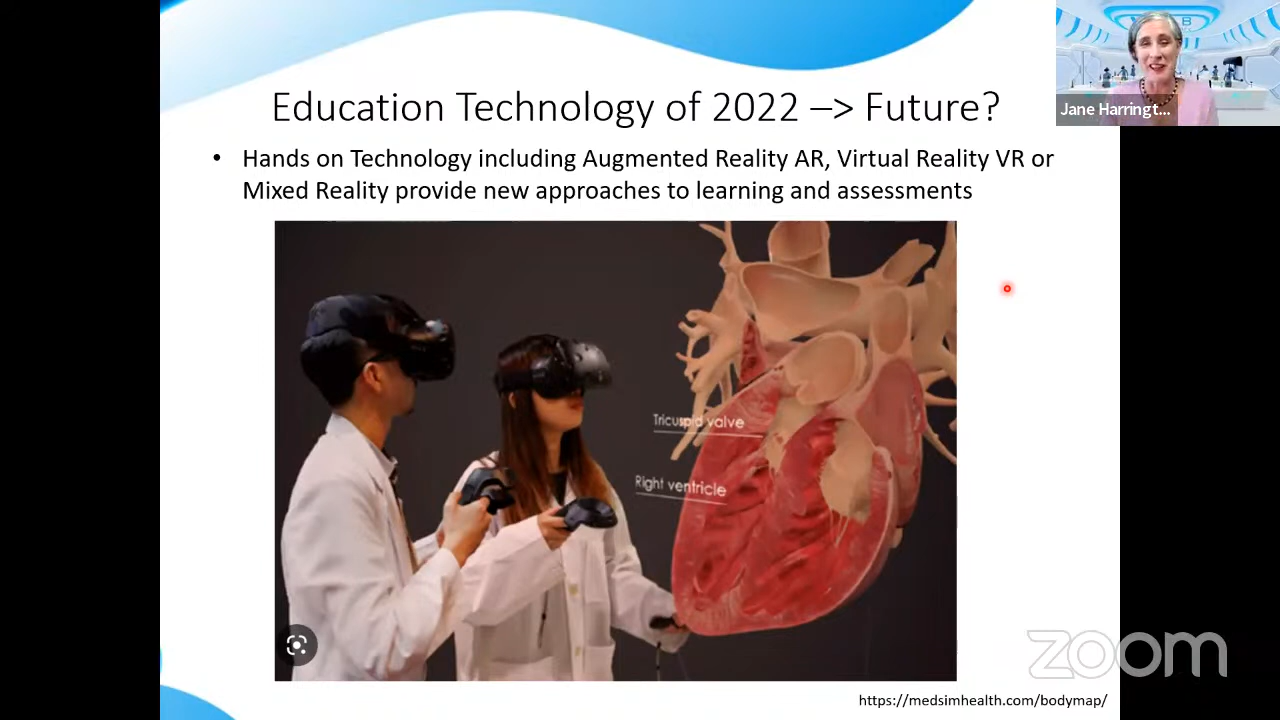 Education Technology of 2022 –> Future?
Jane Harringt...
• Hands on Technology including Augmented Reality AR, Virtual Reality VR or
Mixed Reality provide new approaches to learning and assessments
Tricuspid valve
Right ventricle
zoom
https://medsimhealth.com/bodymap/